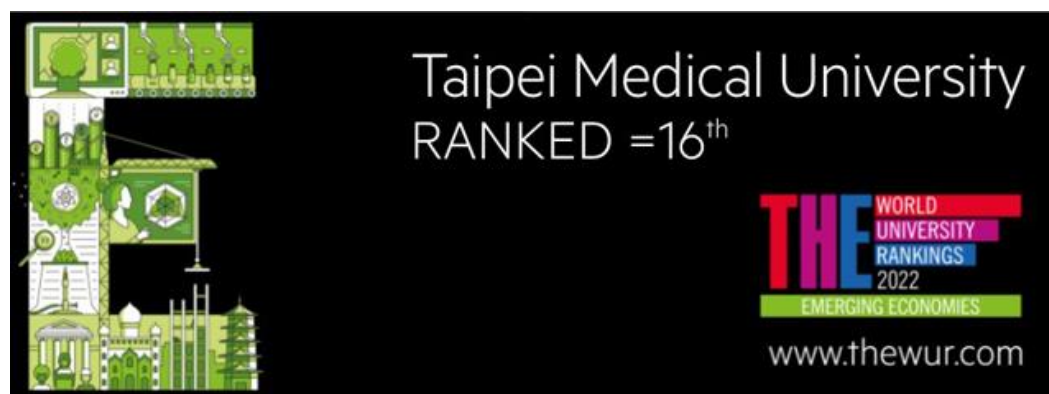 Taipei Medical University
RANKED =16th
THE
WORLD
UNIVERSITY
RANKINGS
2022
EMERGING ECONOMIES
www.thewur.com